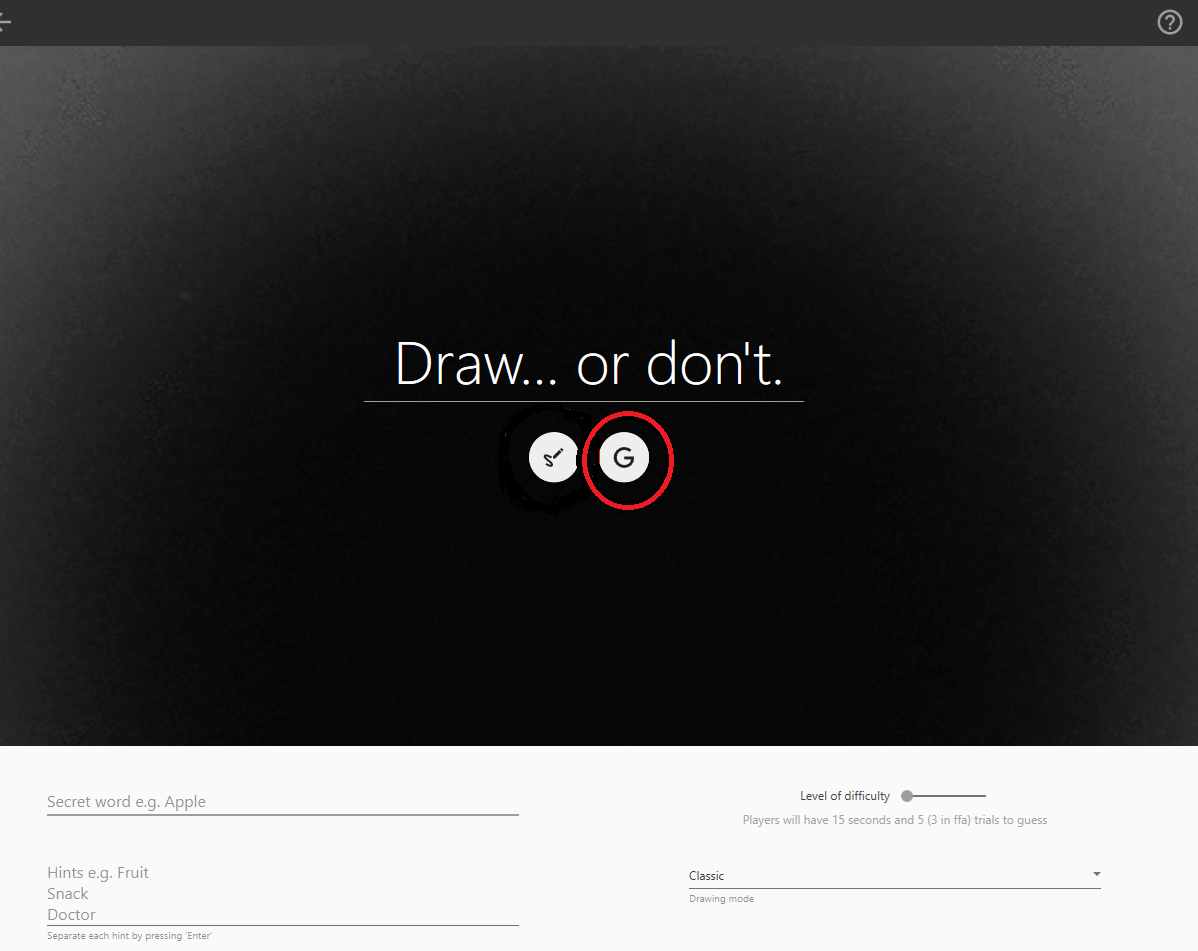 Draw... or don't.
G
Secret word e.g. Apple
Level of difficulty
Players will have 15 seconds and 5 (3 in ffa) trials to guess
Hints e.g. Fruit
Snack
Doctor
Separate each hint by pressing 'Enter'
Classic
Drawing mode